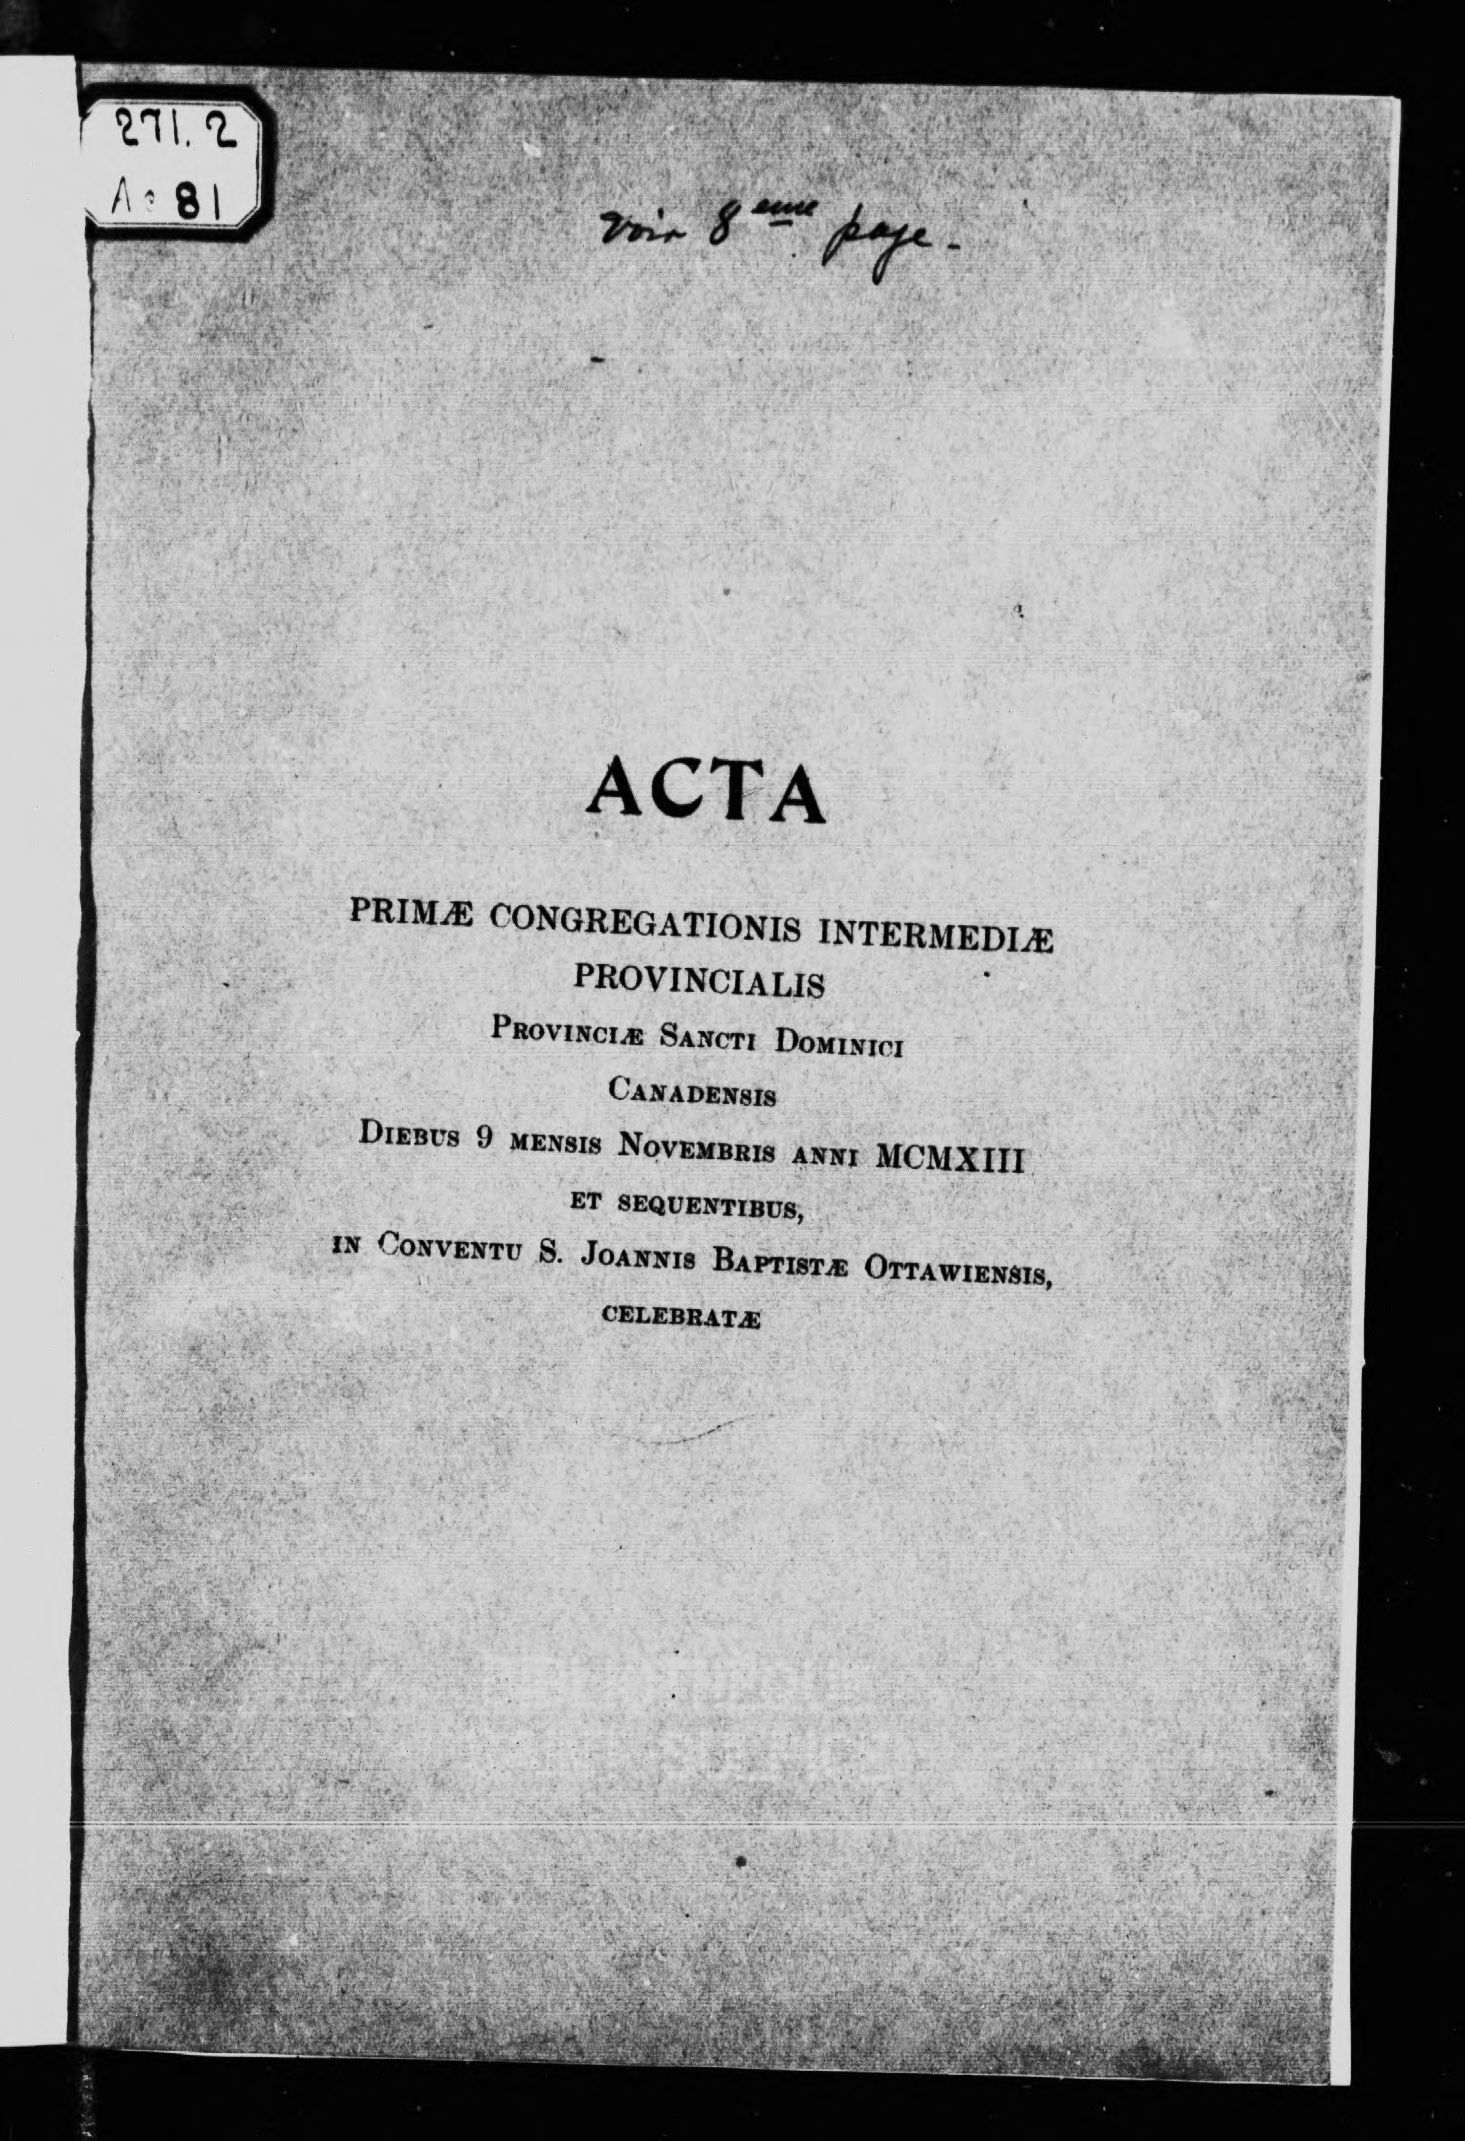 271.2
81
voir 8eme page.
ACTA
PRIMÆ CONGREGATIONIS INTERMEDIÆ
PROVINCIALIS
PROVINCIÆ SANCTI DOMINICI
CANADENSIS
DIEBUS 9 MENSIS NOVEMBRIS ANNI MCMXIII
ET SEQUENTIBUS,
IN CONVENTU S. JOANNIS BAPTISTÆ OTTAWIENSIS,
CELEBRATÆ